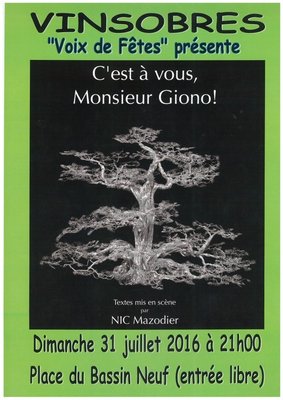 VINSOBRES
"Voix de Fêtes" présente
C'est à vous,
Monsieur Giono!
Textes mis en scène
par
NIC Mazodier
Dimanche 31 juillet 2016 à 21h00
Place du Bassin Neuf (entrée libre)